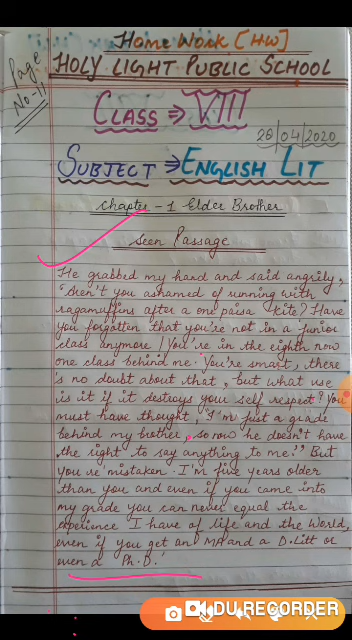 Home Work [H.W]
Page No-11
HOLY LIGHT PUBLIC SCHOOL
CLASS ⇒ VIII
28/04/2020
SUBJECT ⇒ ENGLISH LIT
Chapter - 1 Elder Brother
Seen Passage
He grabbed my hand and said angrily,
"Aren't you ashamed of running with
ragamuffins after a one paisa kite? Have
you forgotten that you're not in a junior
class anymore! You're in the eighth now
one class behind me. You're smart, there
's no doubt about that, but what use
is it if it destroys your self respect? You
must have thought, "I'm just a grade
behind my brother, so now he doesn't have
the right to say anything to me." But
you're mistaken. I'm five years older
than you and even if you came into
my grade you can never equal the
experience I have of life and the world,
even if you get an MA and a D.Litt or
even a Ph.D.'
DU RECORDER